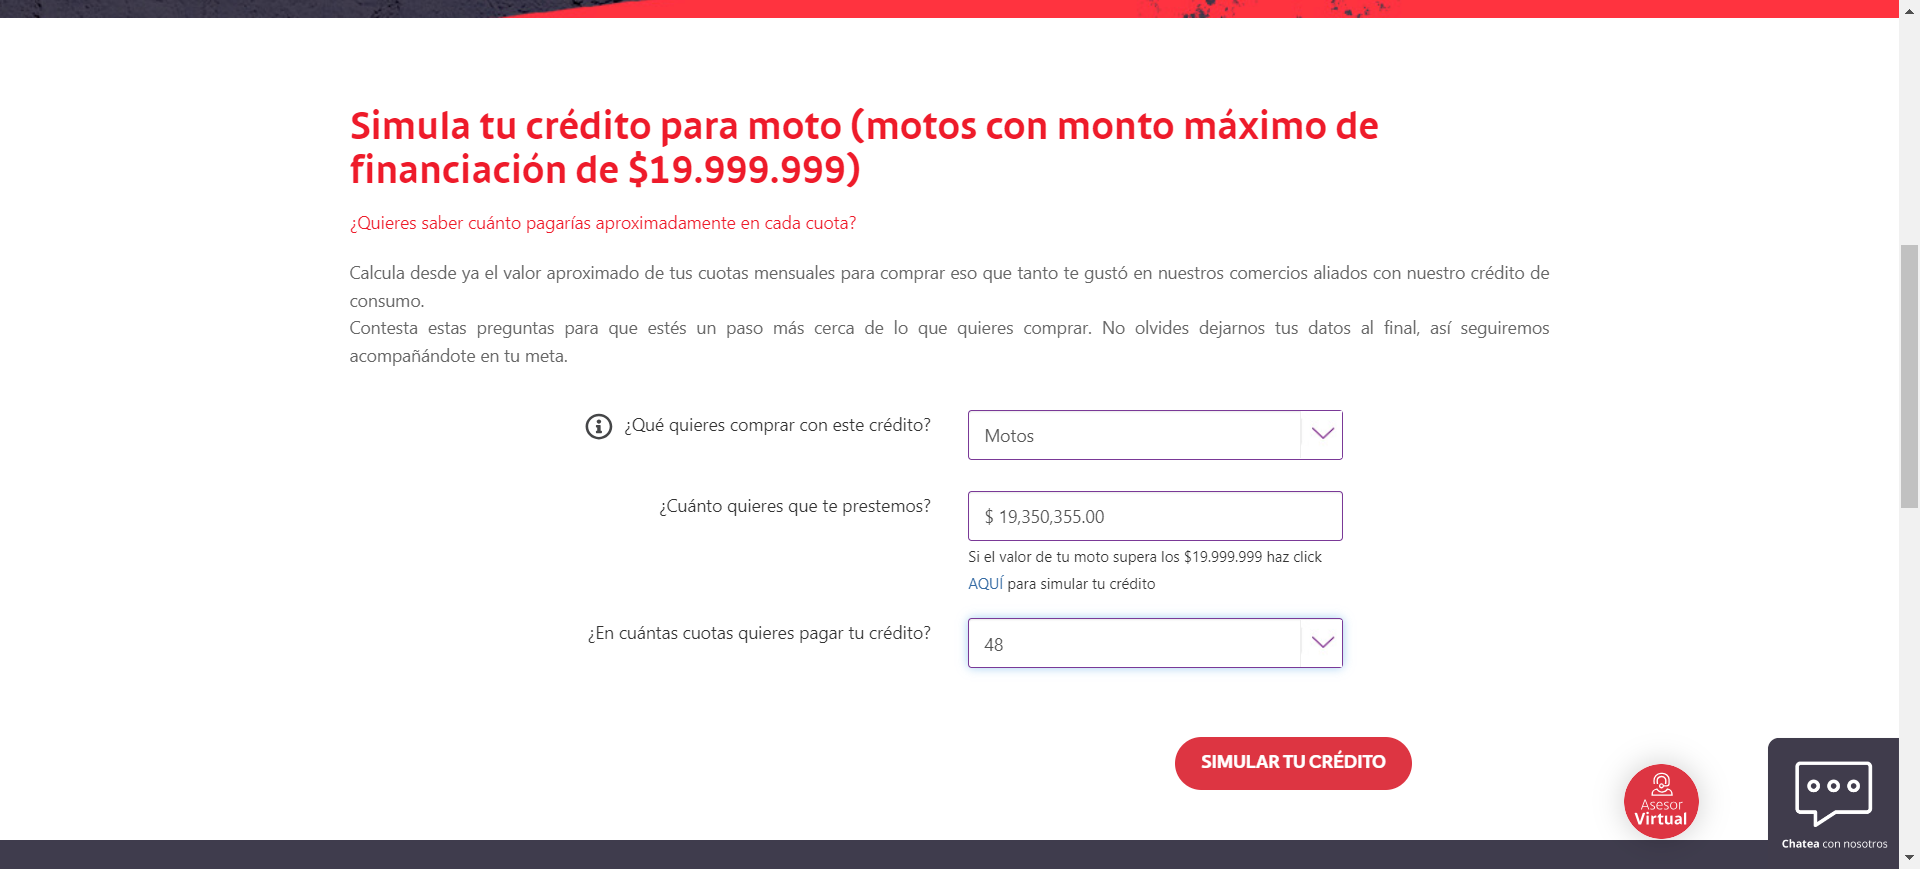 Simula tu crédito para moto (motos con monto máximo de
financiación de $19.999.999)
¿Quieres saber cuánto pagarías aproximadamente en cada cuota?
Calcula desde ya el valor aproximado de tus cuotas mensuales para comprar eso que tanto te gustó en nuestros comercios aliados con nuestro crédito de
consumo.
Contesta estas preguntas para que estés un paso más cerca de lo que quieres comprar. No olvides dejarnos tus datos al final, así seguiremos
acompañándote en tu meta.
¿Qué quieres comprar con este crédito?
Motos
¿Cuánto quieres que te prestemos?
$ 19,350,355.00
Si el valor de tu moto supera los $19.999.999 haz click
AQUÍ para simular tu crédito
¿En cuántas cuotas quieres pagar tu crédito?
48
SIMULAR TU CRÉDITO
Asesor
Virtual
Chatea con nosotros